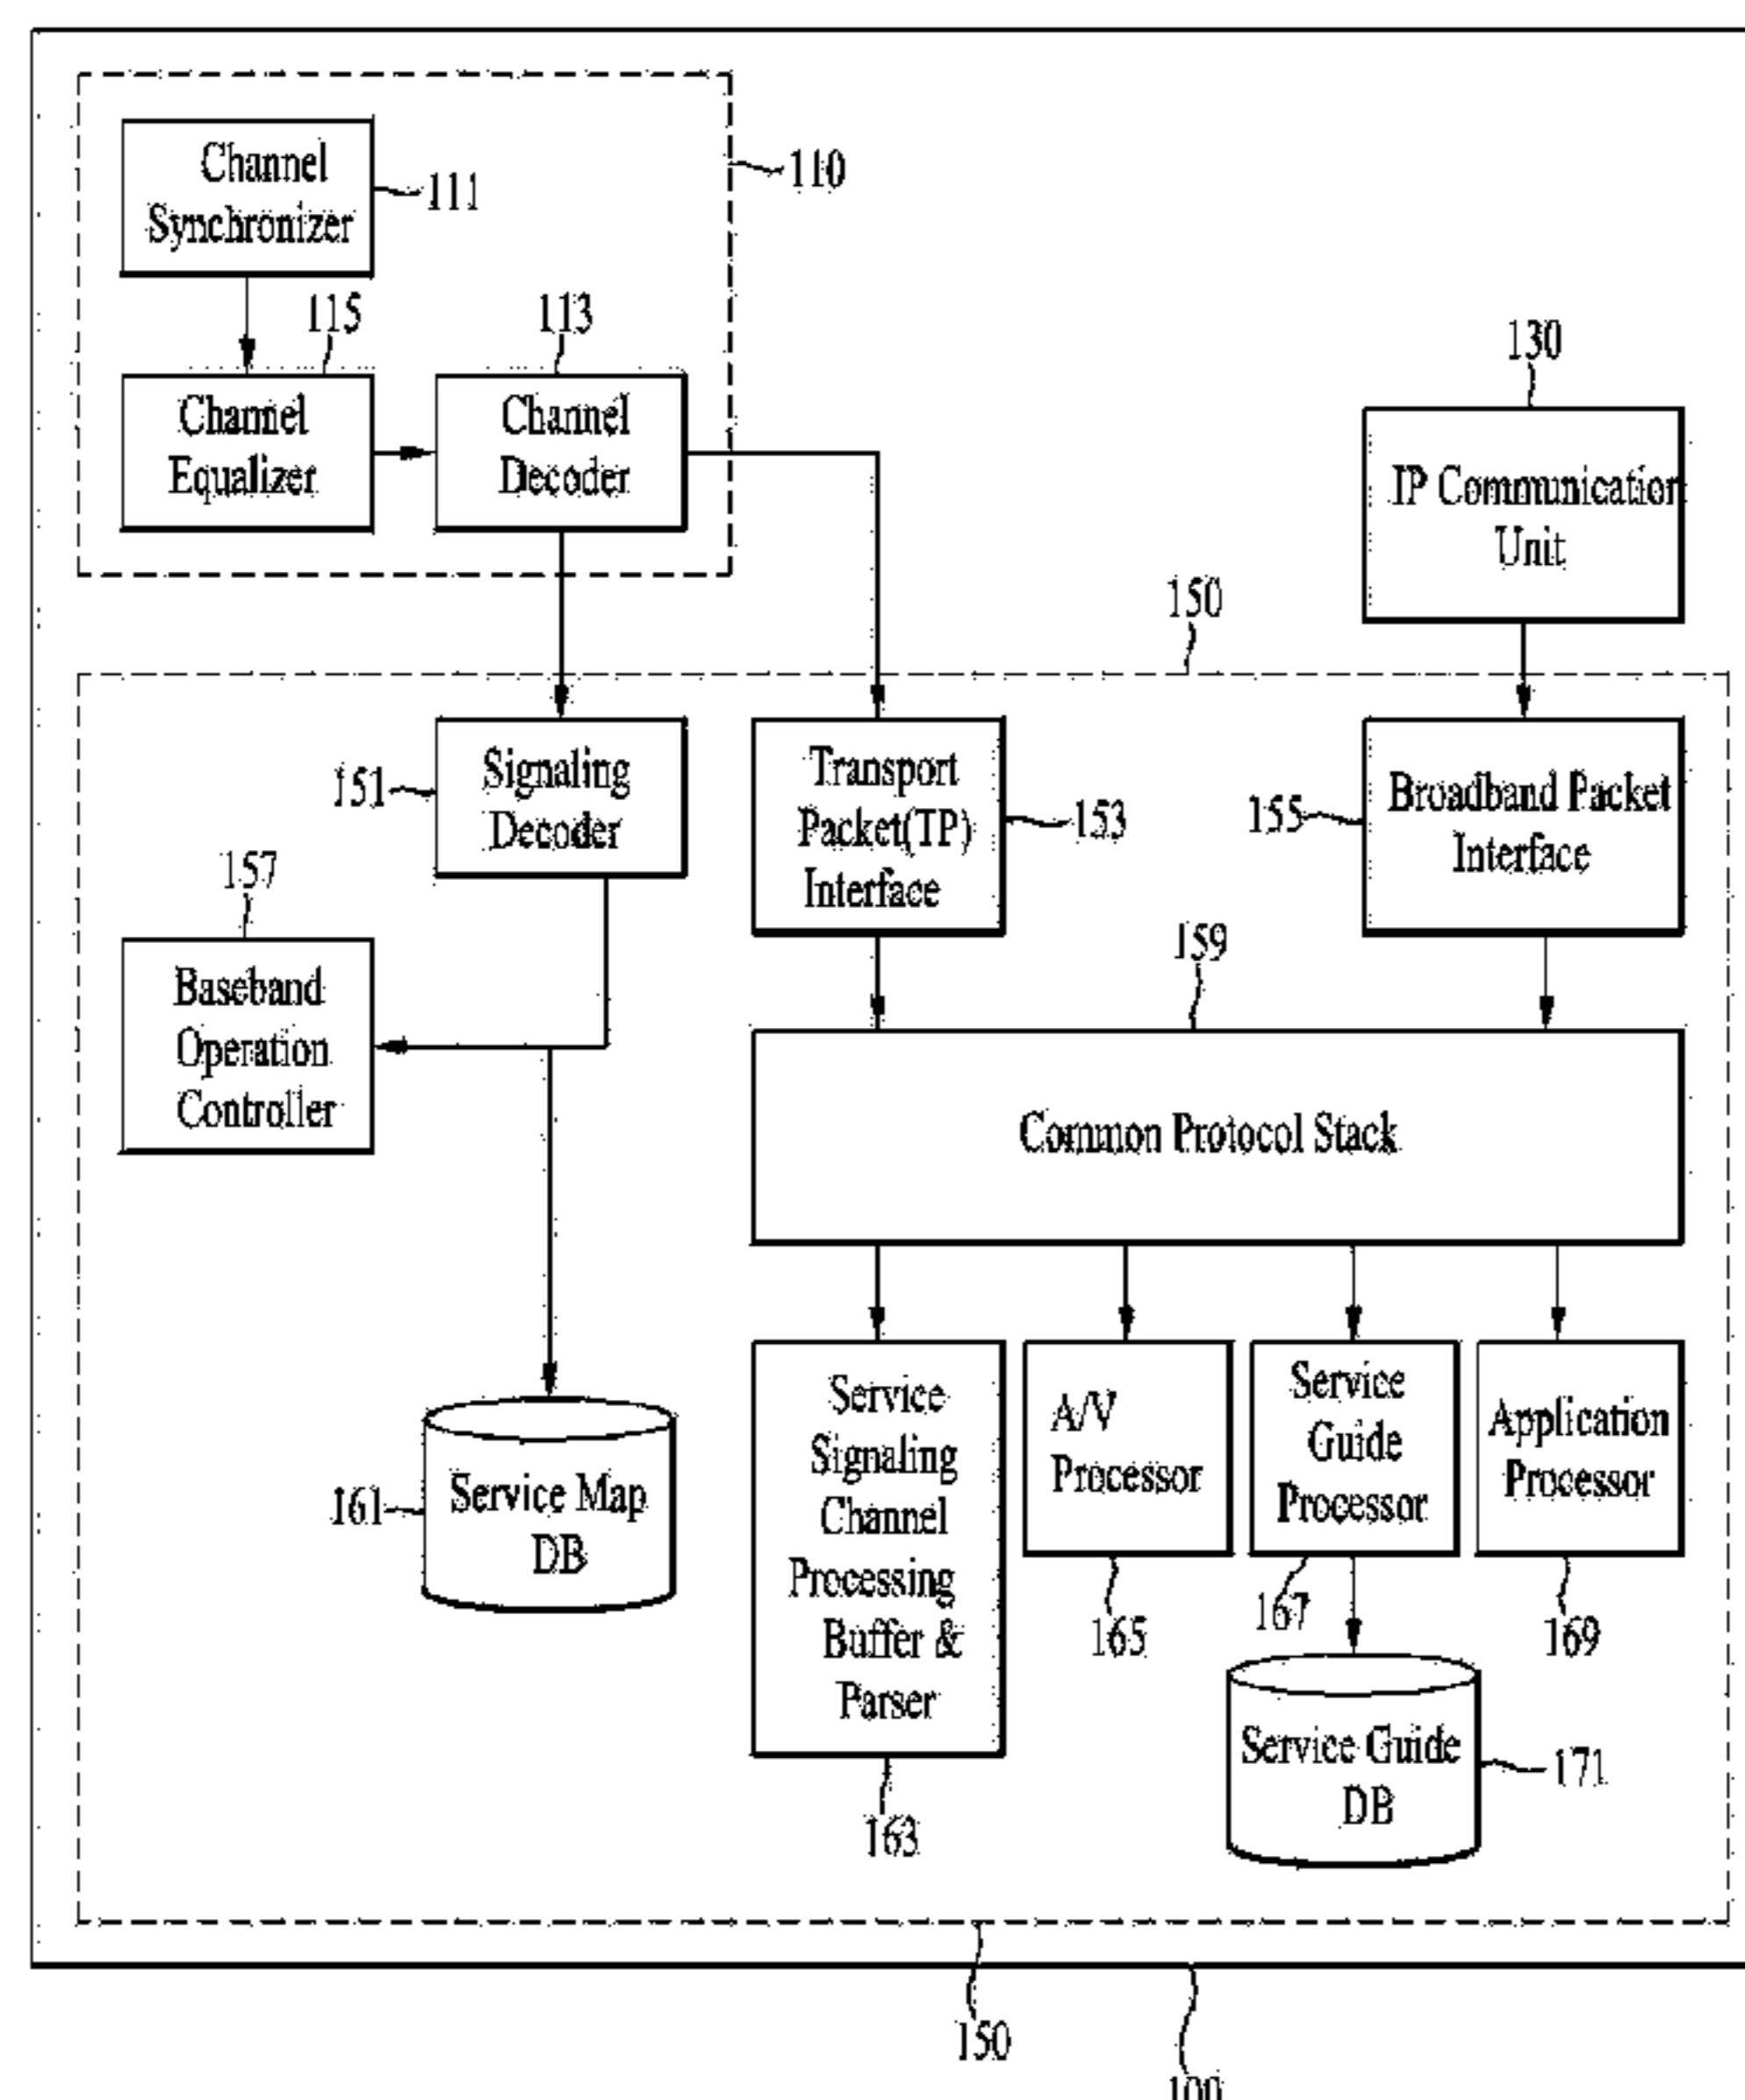 Channel
Synchronizer
111
110
115
113
130
Channel
Equalizer
Channel
Decoder
IP Communication
Unit
150
151
Signaling
Decoder
Transport
Packet(TP)
Interface
153
155
Broadband Packet
Interface
157
159
Baseband
Operation
Controller
Common Protocol Stack
161
Service Map
DB
Service
Signaling
Channel
Processing
Buffer &
Parser
A/V
Processor
Service
Guide
Processor
Application
Processor
165
167
169
163
Service Guide
DB
171
150
100